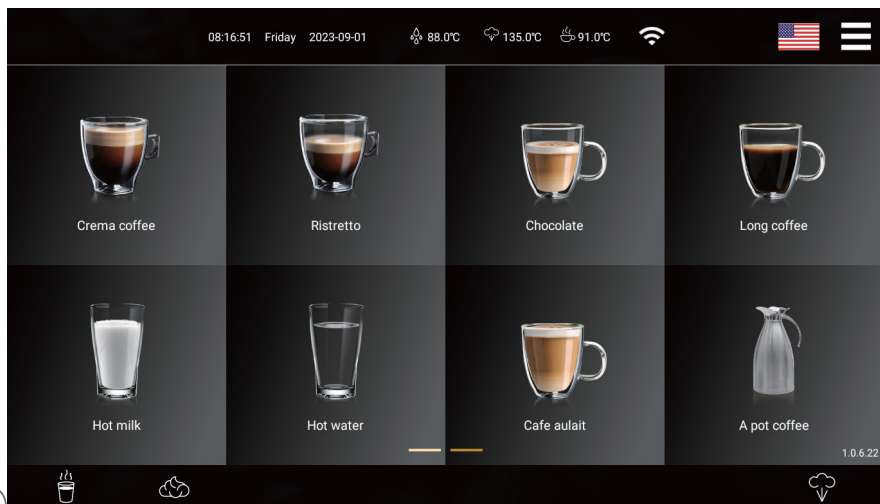 08:16:51 Friday 2023-09-01 88.0℃ 135.0℃ 91.0℃
Crema coffee
Ristretto
Chocolate
Long coffee
Hot milk
Hot water
Cafe aulait
A pot coffee
1.0.6.22